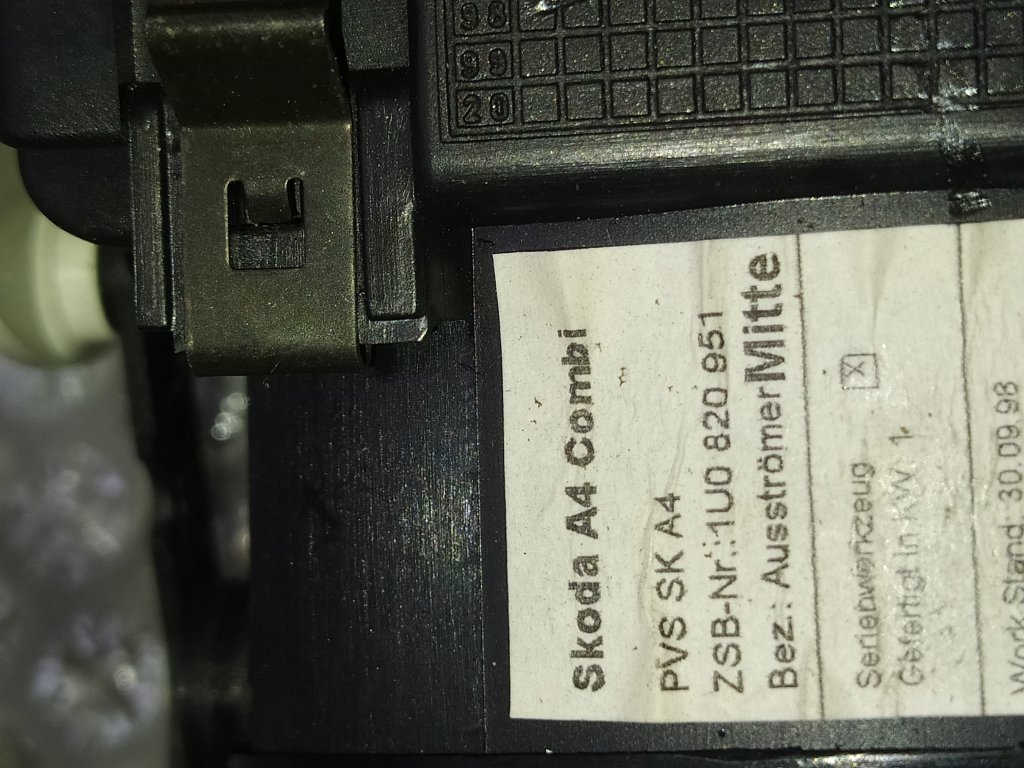 98
99
20
Skoda A4 Combi
PVS SK A4
ZSB-Nr.:1U0 820 951
Bez.: AusströmerMitte
Serienwerkzeug X
Gefertigt in KW 1
Work-Stand: 30.09.98